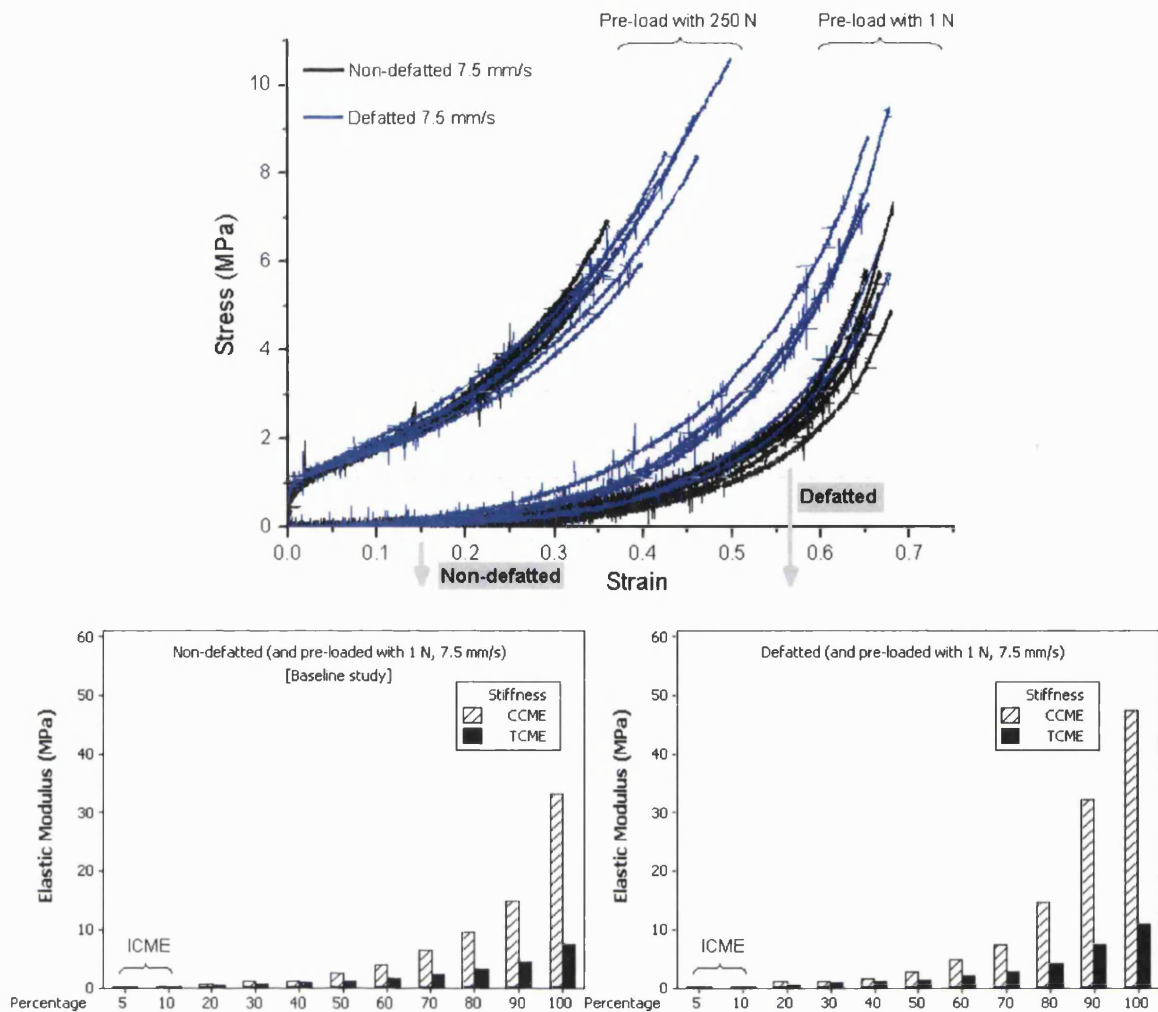 Pre-load with 250 N
Pre-load with 1 N
Non-defatted 7.5 mm/s
Defatted 7.5 mm/s
10
8
6
4
2
0
Stress (MPa)
0.0 0.1 0.2 0.3 0.4 0.5 0.6 0.7
Strain
Non-defatted
Defatted
60
50
40
30
20
10
0
Elastic Modulus (MPa)
Non-defatted (and pre-loaded with 1 N, 7.5 mm/s)
[Baseline study]
Stiffness
CCME
TCME
ICME
Percentage 5 10 20 30 40 50 60 70 80 90 100
60
50
40
30
20
10
0
Elastic Modulus (MPa)
Defatted (and pre-loaded with 1 N, 7.5 mm/s)
Stiffness
CCME
TCME
ICME
Percentage 5 10 20 30 40 50 60 70 80 90 100